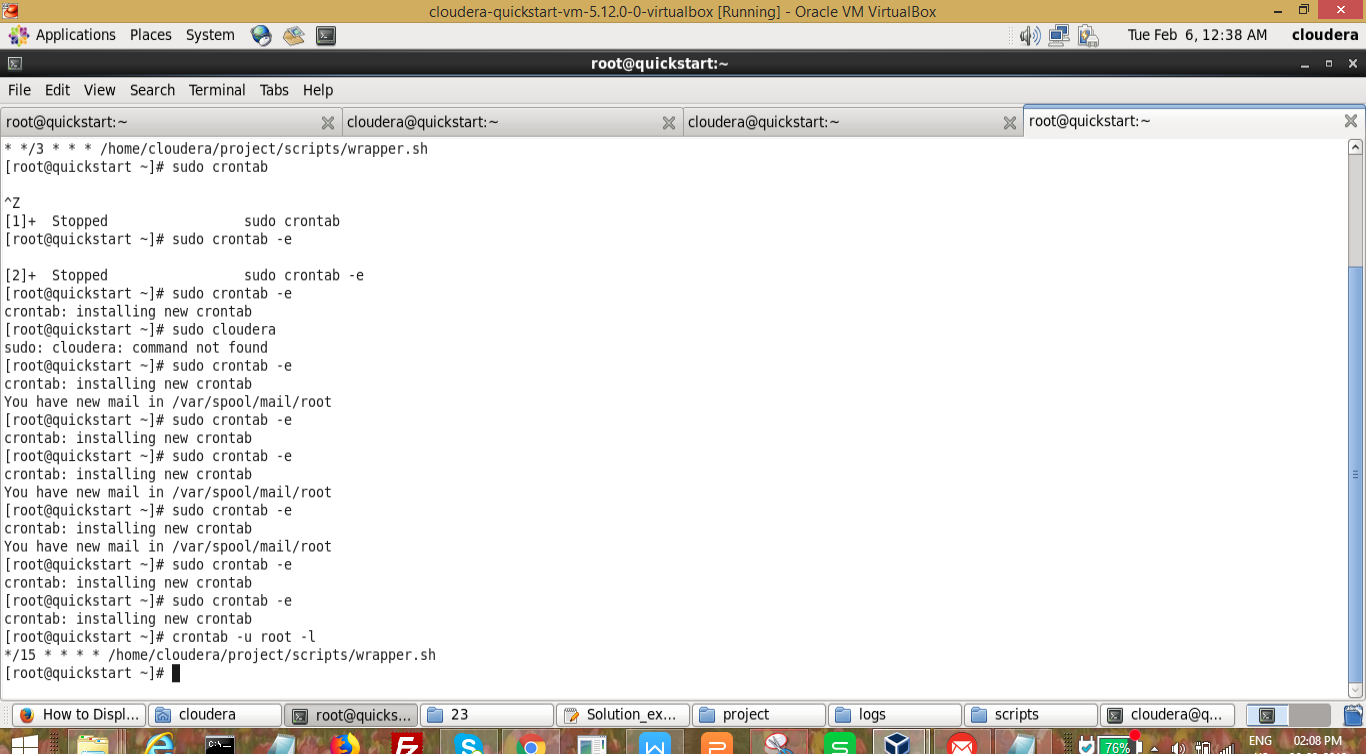 cloudera-quickstart-vm-5.12.0-0-virtualbox [Running] - Oracle VM VirtualBox
Applications Places System Tue Feb 6, 12:38 AM cloudera
root@quickstart:~
File Edit View Search Terminal Tabs Help
root@quickstart:~ cloudera@quickstart:~ cloudera@quickstart:~ root@quickstart:~
* */3 * * * /home/cloudera/project/scripts/wrapper.sh
[root@quickstart ~]# sudo crontab
^Z
[1]+  Stopped                 sudo crontab
[root@quickstart ~]# sudo crontab -e
[2]+  Stopped                 sudo crontab -e
[root@quickstart ~]# sudo crontab -e
crontab: installing new crontab
[root@quickstart ~]# sudo cloudera
sudo: cloudera: command not found
[root@quickstart ~]# sudo crontab -e
crontab: installing new crontab
You have new mail in /var/spool/mail/root
[root@quickstart ~]# sudo crontab -e
crontab: installing new crontab
[root@quickstart ~]# sudo crontab -e
crontab: installing new crontab
You have new mail in /var/spool/mail/root
[root@quickstart ~]# sudo crontab -e
crontab: installing new crontab
You have new mail in /var/spool/mail/root
[root@quickstart ~]# sudo crontab -e
crontab: installing new crontab
[root@quickstart ~]# sudo crontab -e
crontab: installing new crontab
[root@quickstart ~]# crontab -u root -l
*/15 * * * * /home/cloudera/project/scripts/wrapper.sh
[root@quickstart ~]#
How to Displ... cloudera root@quicks... 23 Solution_ex... project logs scripts cloudera@q...
76% ENG 02:08 PM